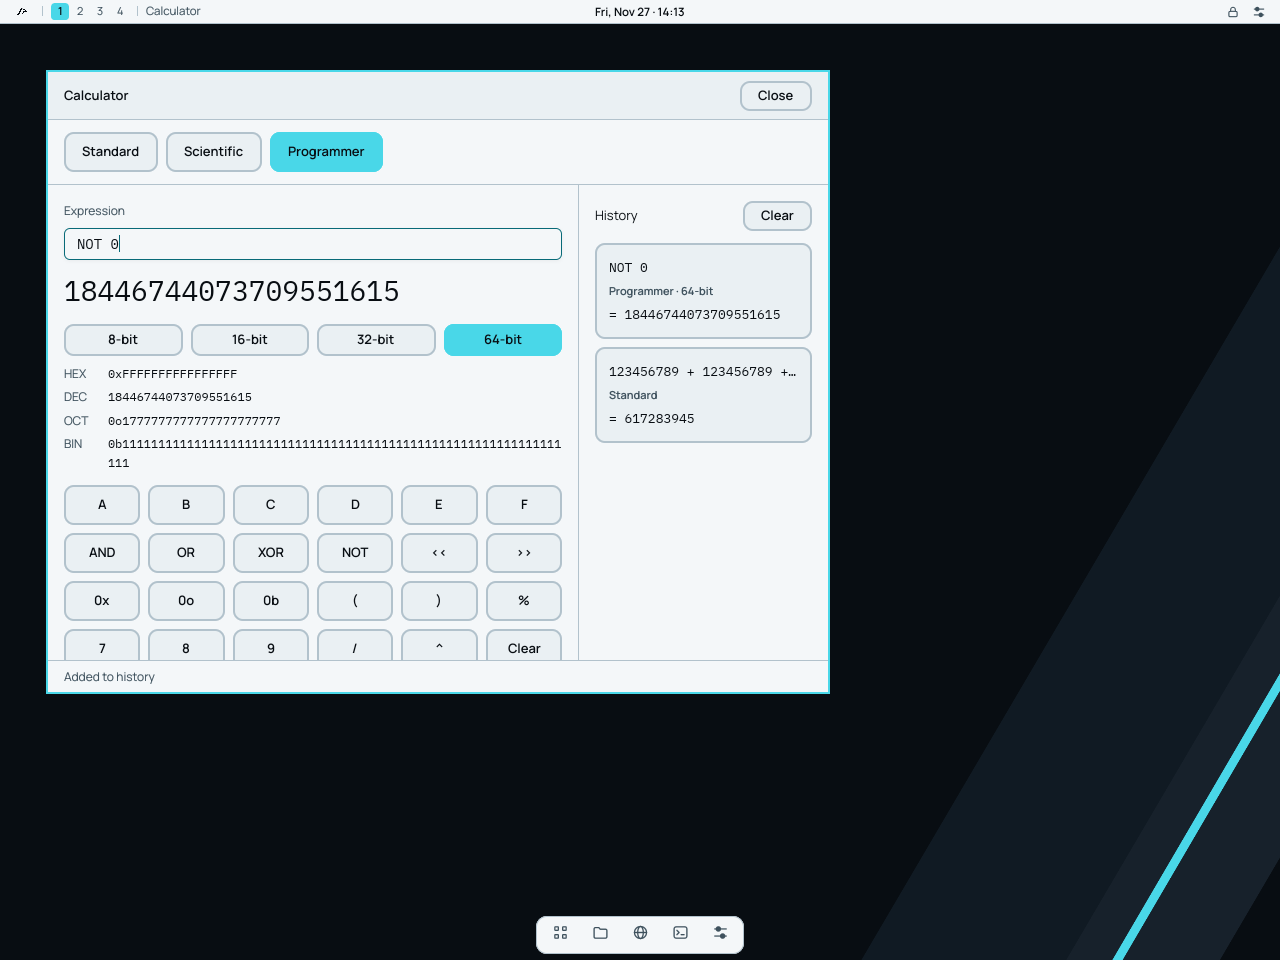 1 2 3 4 Calculator Fri, Nov 27 · 14:13
Calculator Close
Standard Scientific Programmer
Expression
NOT 0
18446744073709551615
8-bit 16-bit 32-bit 64-bit
HEX 0xFFFFFFFFFFFFFFFF
DEC 18446744073709551615
OCT 0o1777777777777777777777
BIN 0b1111111111111111111111111111111111111111111111111111111111111
111
A B C D E F
AND OR XOR NOT << >>
0x 0o 0b ( ) %
7 8 9 / ^ Clear
Added to history
History Clear
NOT 0
Programmer · 64-bit
= 18446744073709551615
123456789 + 123456789 +…
Standard
= 617283945